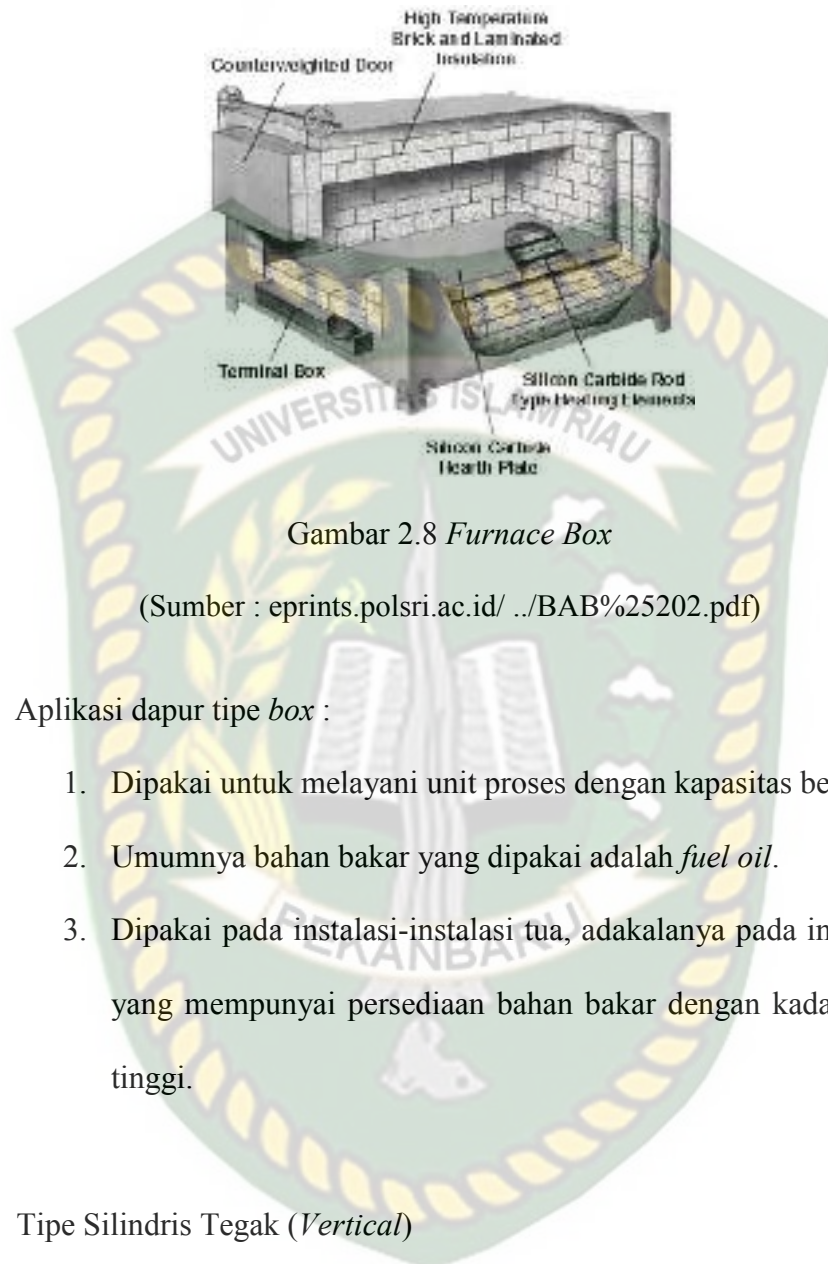 High Temperature
Brick and Laminated
Insulation
Counterweighted Door
Terminal Box
Silicon Carbide Rod
Type Heating Elements
Silicon Carbide
Hearth Plate
UNIVERSITAS ISLAM RIAU
Gambar 2.8 Furnace Box
(Sumber : eprints.polsri.ac.id/ ../BAB%25202.pdf)
Aplikasi dapur tipe box :
1. Dipakai untuk melayani unit proses dengan kapasitas be
2. Umumnya bahan bakar yang dipakai adalah fuel oil.
PEKANBARU
3. Dipakai pada instalasi-instalasi tua, adakalanya pada in
yang mempunyai persediaan bahan bakar dengan kada
tinggi.
Tipe Silindris Tegak (Vertical)